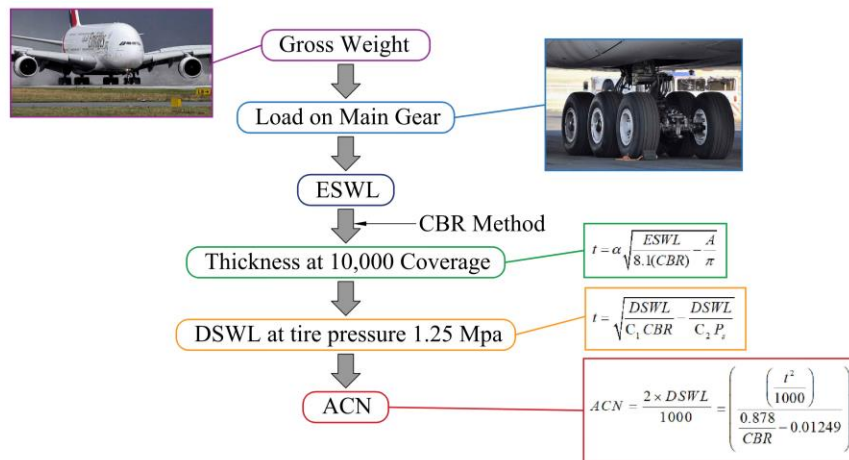 Gross Weight
Load on Main Gear
ESWL
CBR Method
Thickness at 10,000 Coverage
t = α√(ESWL / 8.1(CBR) − A / π)
DSWL at tire pressure 1.25 Mpa
t = √(DSWL / C₁ CBR − DSWL / C₂ Pₛ)
ACN
ACN = 2 × DSWL / 1000 = ((t² / 1000) / (0.878 / CBR − 0.01249))